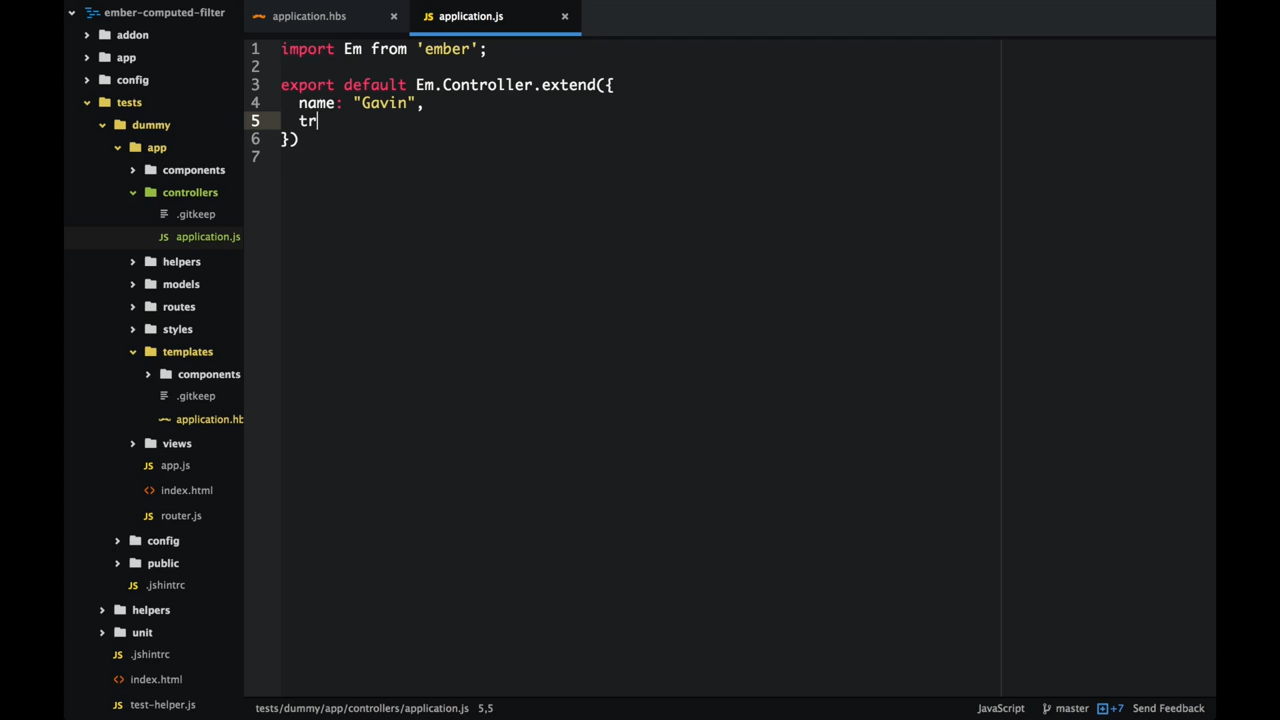 ember-computed-filter
addon
app
config
tests
dummy
app
components
controllers
.gitkeep
application.js
helpers
models
routes
styles
templates
components
.gitkeep
application.hb
views
app.js
index.html
router.js
config
public
.jshintrc
helpers
unit
.jshintrc
index.html
test-helper.js
application.hbs
application.js
1 import Em from 'ember';
2
3 export default Em.Controller.extend({
4 name: "Gavin",
5 tr
6 })
7
tests/dummy/app/controllers/application.js 5,5
JavaScript master +7 Send Feedback